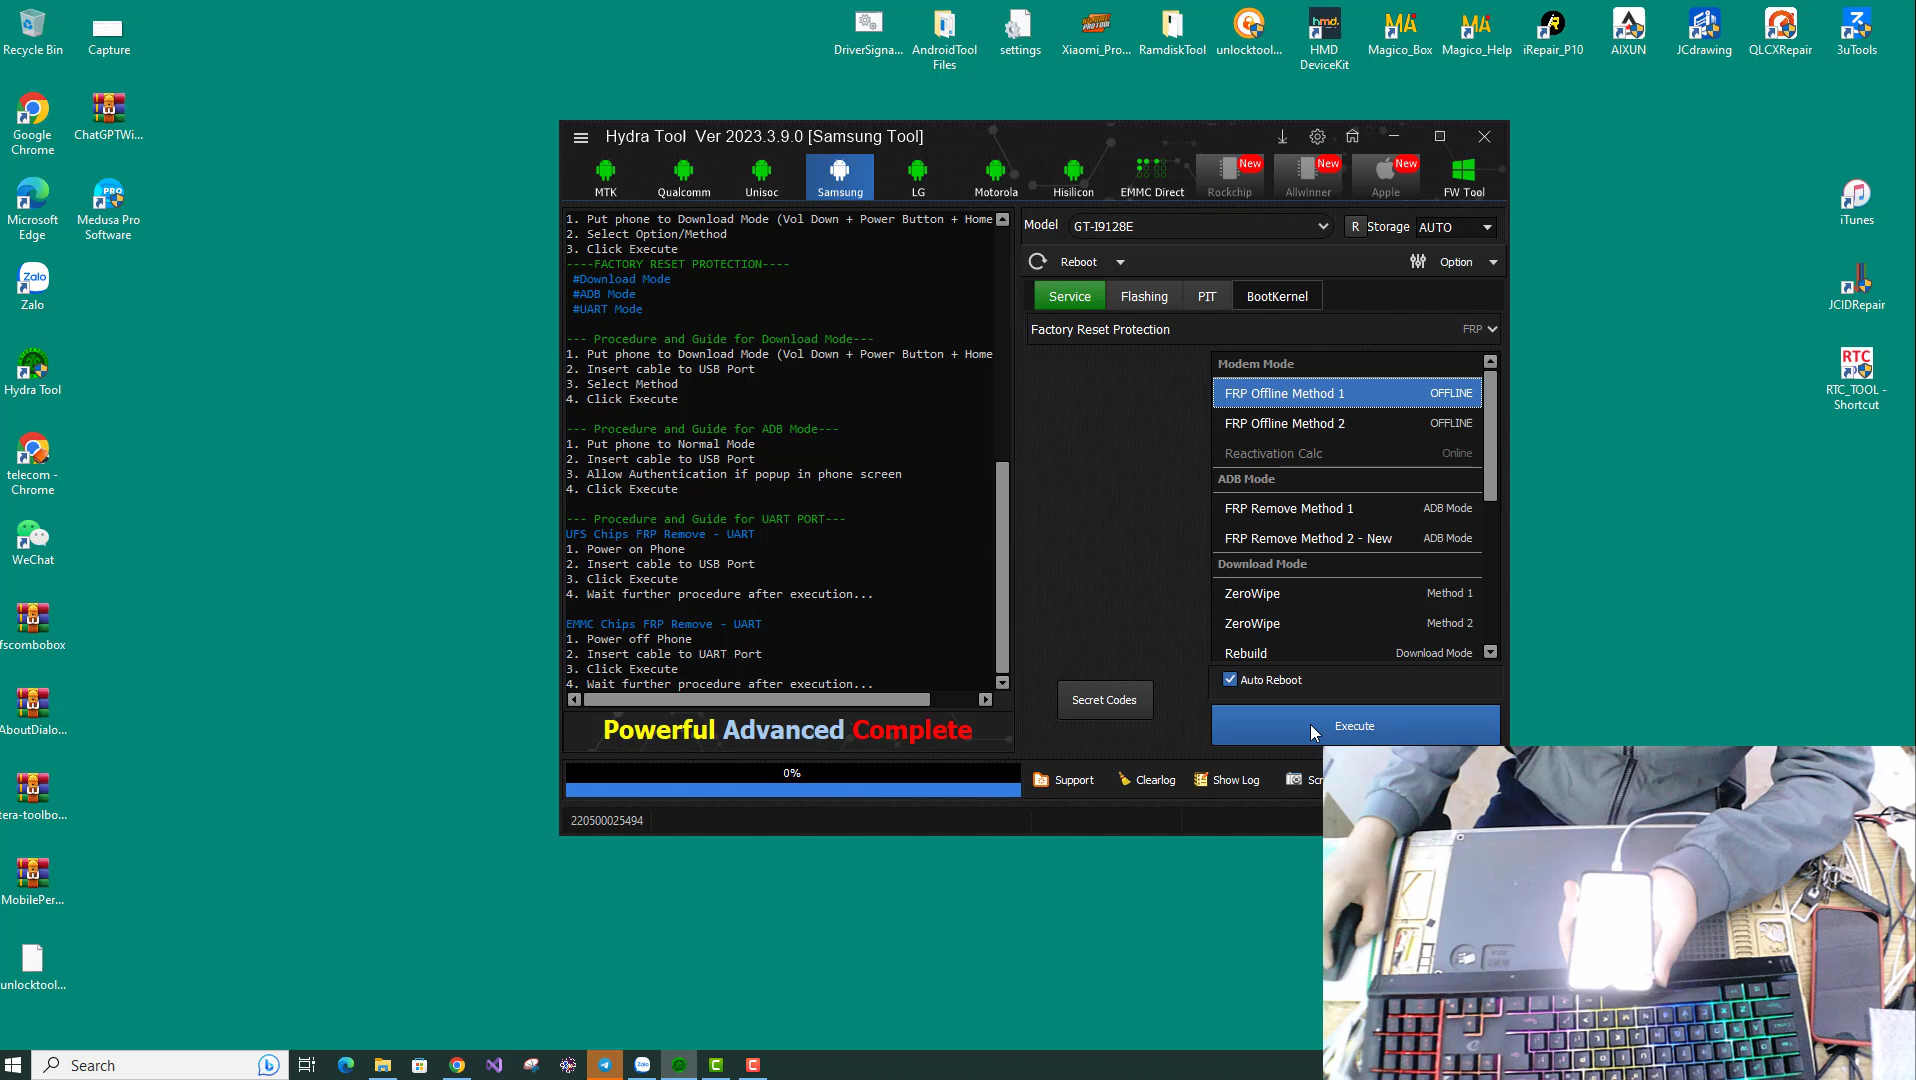 Recycle Bin
Capture
DriverSigna...
AndroidTool
Files
settings
Xiaomi_Pro...
RamdiskTool
unlocktool...
HMD
DeviceKit
Magico_Box
Magico_Help
iRepair_P10
AIXUN
JCdrawing
QLCXRepair
3uTools
Google
Chrome
ChatGPTWi...
Microsoft
Edge
Medusa Pro
Software
Zalo
Hydra Tool
telecom -
Chrome
WeChat
fscombobox
AboutDialo...
tera-toolbo...
MobilePer...
unlocktool...
iTunes
JCIDRepair
RTC_TOOL -
Shortcut
Hydra Tool Ver 2023.3.9.0 [Samsung Tool]
MTK
Qualcomm
Unisoc
Samsung
LG
Motorola
Hisilicon
EMMC Direct
New
Rockchip
New
Allwinner
New
Apple
FW Tool
1. Put phone to Download Mode (Vol Down + Power Button + Home
2. Select Option/Method
3. Click Execute
----FACTORY RESET PROTECTION----
#Download Mode
#ADB Mode
#UART Mode
--- Procedure and Guide for Download Mode---
1. Put phone to Download Mode (Vol Down + Power Button + Home
2. Insert cable to USB Port
3. Select Method
4. Click Execute
--- Procedure and Guide for ADB Mode---
1. Put phone to Normal Mode
2. Insert cable to USB Port
3. Allow Authentication if popup in phone screen
4. Click Execute
--- Procedure and Guide for UART PORT---
UFS Chips FRP Remove - UART
1. Power on Phone
2. Insert cable to USB Port
3. Click Execute
4. Wait further procedure after execution...
EMMC Chips FRP Remove - UART
1. Power off Phone
2. Insert cable to UART Port
3. Click Execute
4. Wait further procedure after execution...
Powerful Advanced Complete
0%
220500025494
Model GT-I9128E R Storage AUTO
Reboot Option
Service Flashing PIT BootKernel
Factory Reset Protection FRP
Modem Mode
FRP Offline Method 1 OFFLINE
FRP Offline Method 2 OFFLINE
Reactivation Calc Online
ADB Mode
FRP Remove Method 1 ADB Mode
FRP Remove Method 2 - New ADB Mode
Download Mode
ZeroWipe Method 1
ZeroWipe Method 2
Rebuild Download Mode
Auto Reboot
Secret Codes
Execute
Support Clearlog Show Log Scr
Search